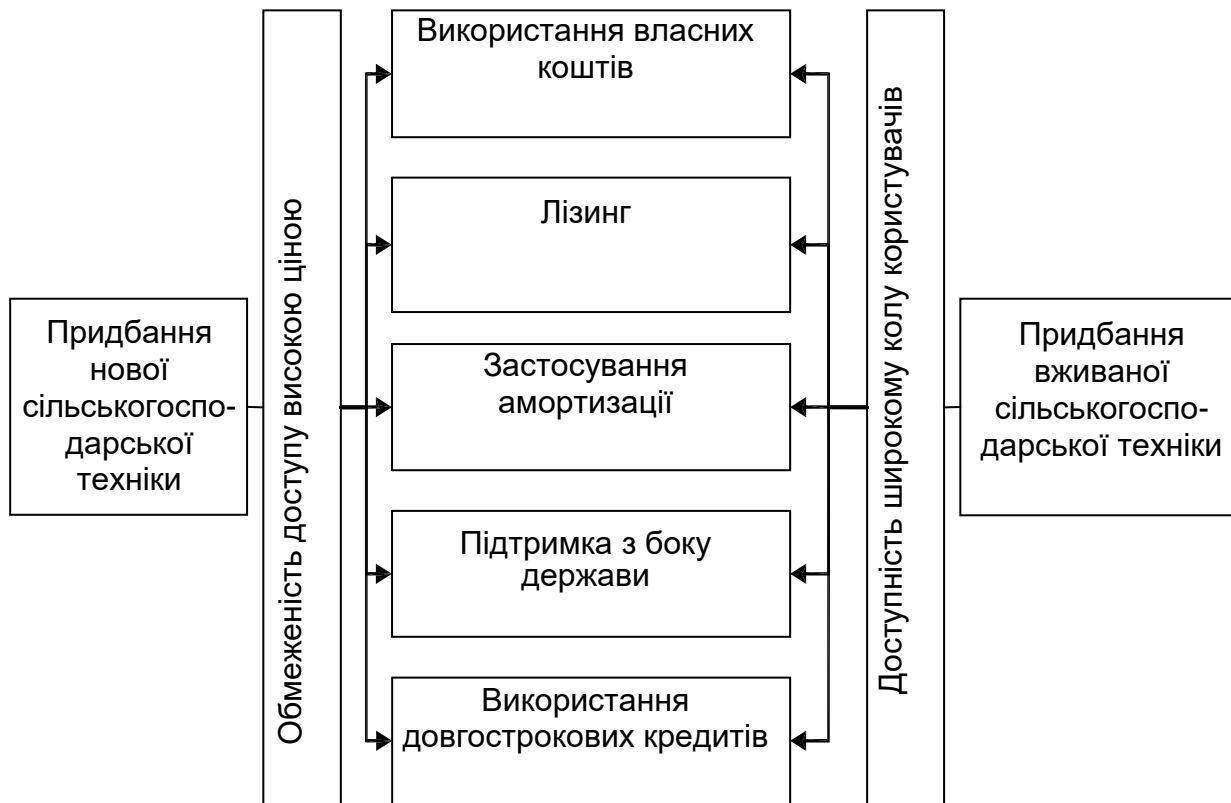 Придбання
нової
сільськогоспо-
дарської
техніки
Обмеженість доступу високою ціною
Використання власних
коштів
Лізинг
Застосування
амортизації
Підтримка з боку
держави
Використання
довгострокових кредитів
Доступність широкому колу користувачів
Придбання
вживаної
сільськогоспо-
дарської техніки